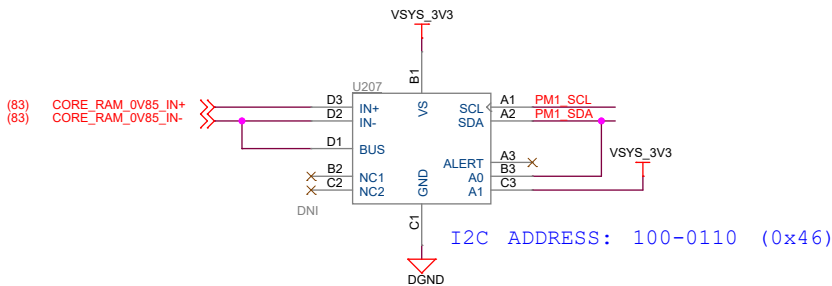 VSYS_3V3
B1
U207
(83) CORE_RAM_0V85_IN+ D3 IN+ VS SCL A1 PM1_SCL
(83) CORE_RAM_0V85_IN- D2 IN- SDA A2 PM1_SDA
D1 BUS VSYS_3V3
ALERT A3
B2 NC1 A0 B3
C2 NC2 GND A1 C3
DNI
C1
I2C ADDRESS: 100-0110 (0x46)
DGND